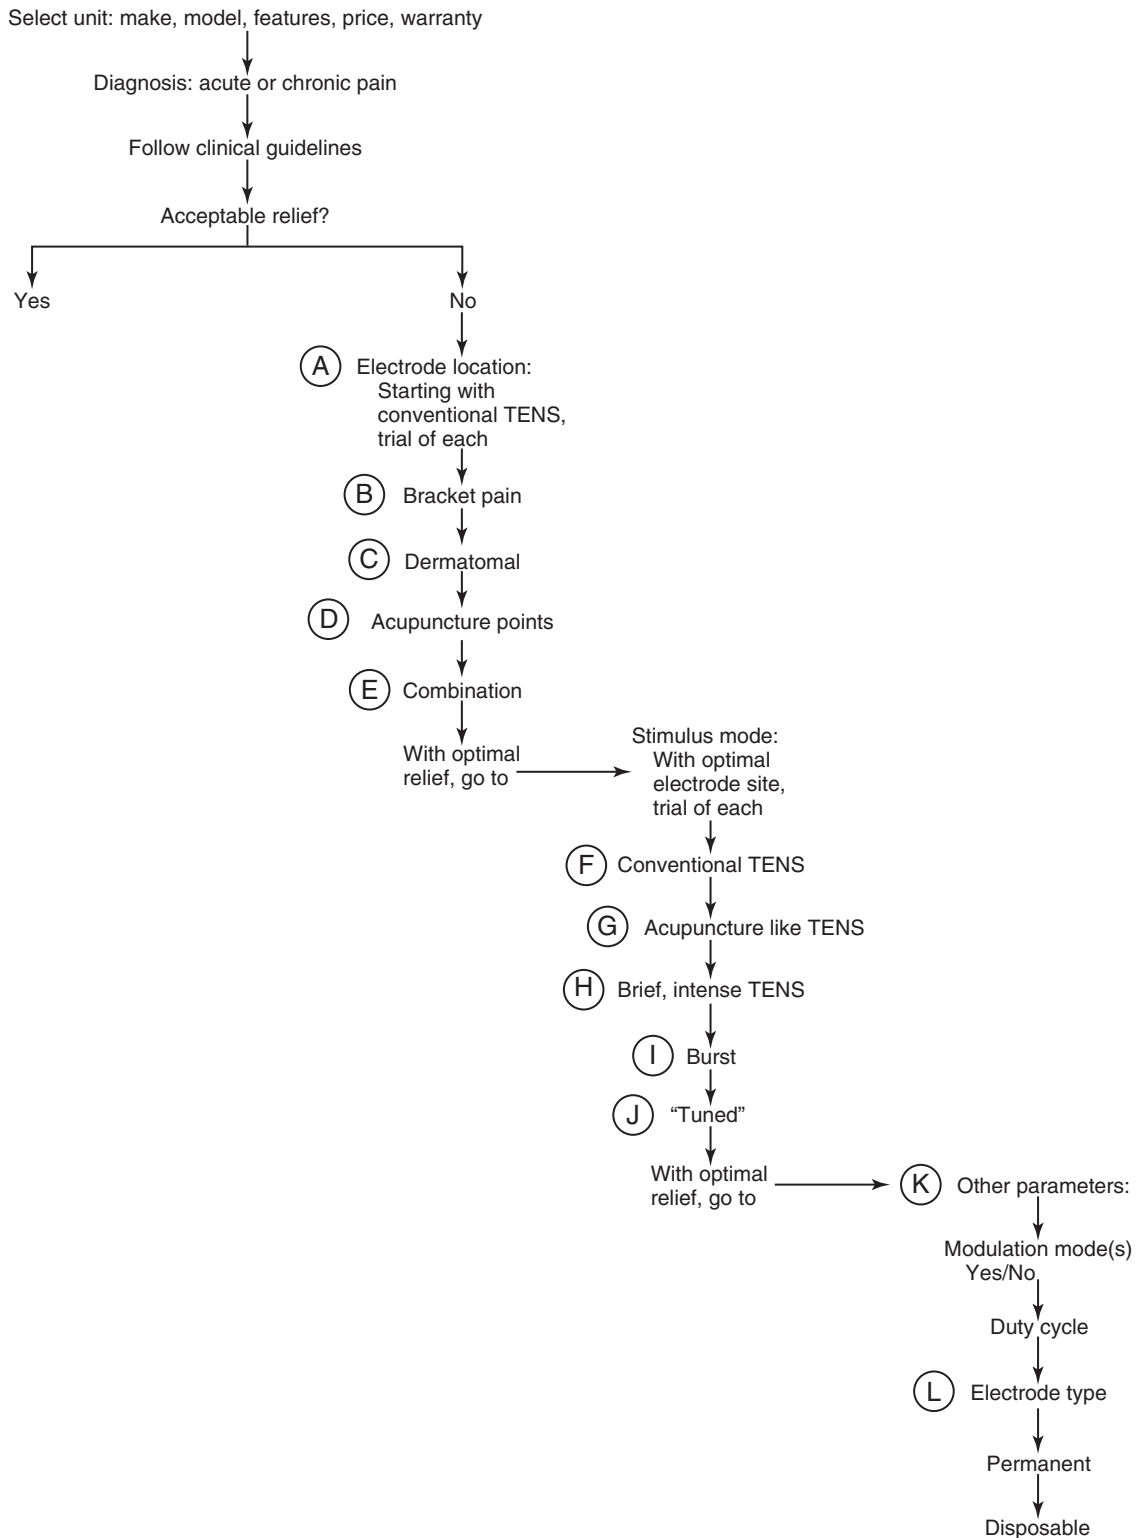 Select unit: make, model, features, price, warranty
Diagnosis: acute or chronic pain
Follow clinical guidelines
Acceptable relief?
Yes
No
A
Electrode location:
Starting with
conventional TENS,
trial of each
B
Bracket pain
C
Dermatomal
D
Acupuncture points
E
Combination
With optimal
relief, go to
Stimulus mode:
With optimal
electrode site,
trial of each
F
Conventional TENS
G
Acupuncture like TENS
H
Brief, intense TENS
I
Burst
J
“Tuned”
With optimal
relief, go to
K
Other parameters:
Modulation mode(s)
Yes/No
Duty cycle
L
Electrode type
Permanent
Disposable